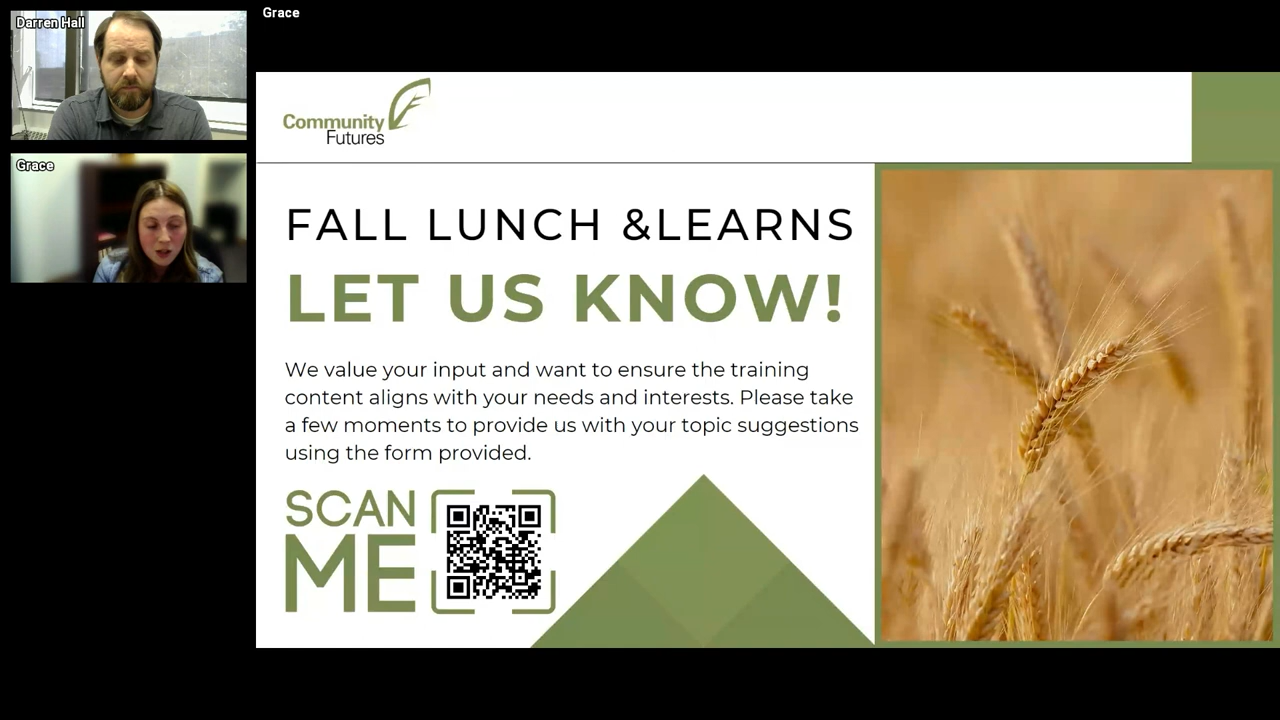 Darren Hall
Grace
Grace
Community
Futures
FALL LUNCH &LEARNS
LET US KNOW!
We value your input and want to ensure the training
content aligns with your needs and interests. Please take
a few moments to provide us with your topic suggestions
using the form provided.
SCAN
ME